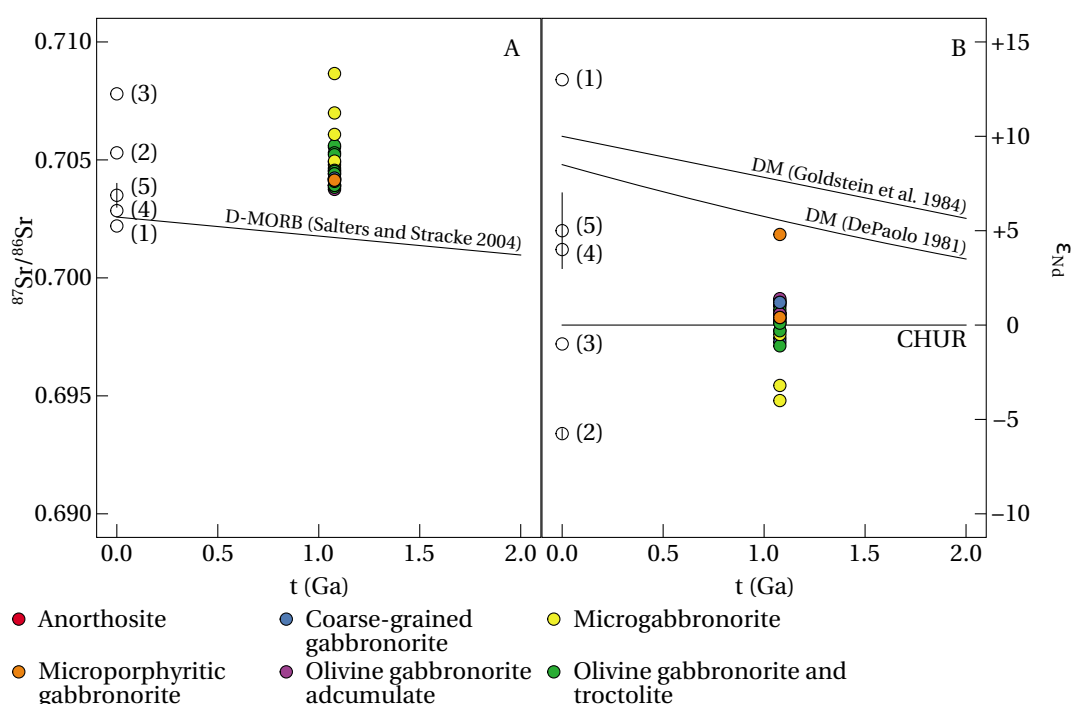 A
B
0.710
0.705
0.700
0.695
0.690
87Sr/86Sr
(3)
(2)
(5)
(4)
(1)
D-MORB (Salters and Stracke 2004)
0.0
0.5
1.0
1.5
2.0
t (Ga)
(1)
(5)
(4)
(3)
(2)
DM (Goldstein et al. 1984)
DM (DePaolo 1981)
CHUR
+15
+10
+5
0
−5
−10
εNd
0.0
0.5
1.0
1.5
2.0
t (Ga)
Anorthosite
Coarse-grained
gabbronorite
Microgabbronorite
Microporphyritic
gabbronorite
Olivine gabbronorite
adcumulate
Olivine gabbronorite and
troctolite